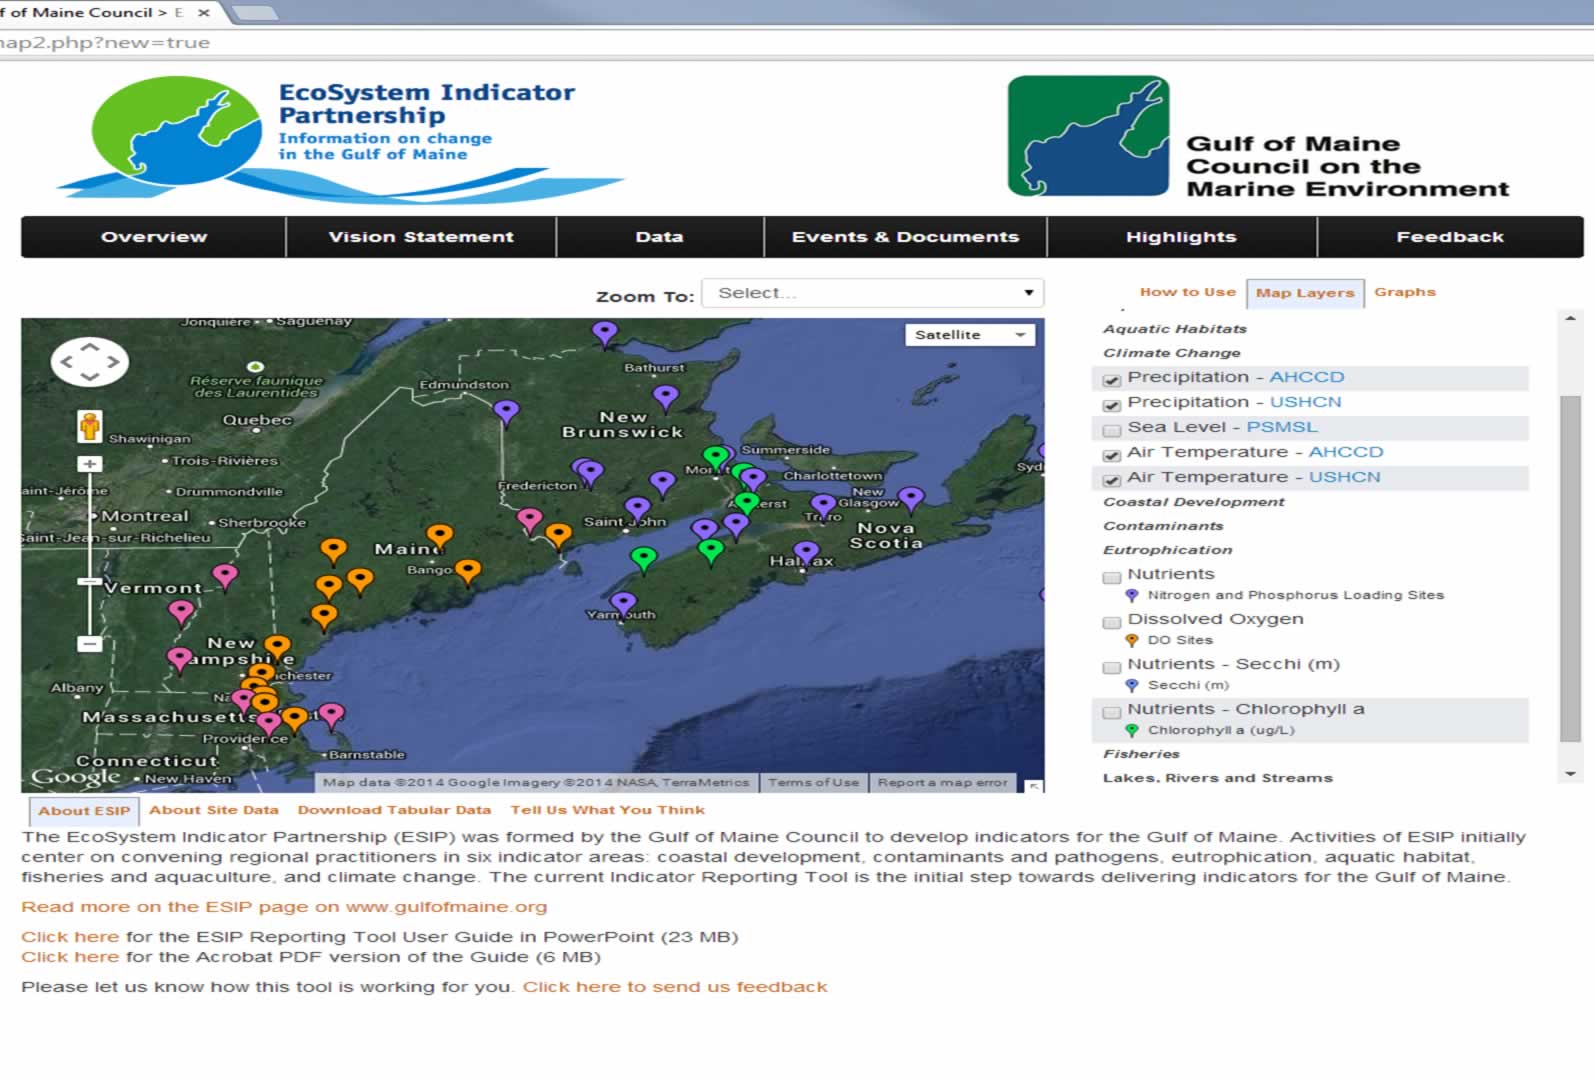 f of Maine Council > E
nap2.php?new=true
EcoSystem Indicator
Partnership
Information on change
in the Gulf of Maine
Gulf of Maine
Council on the
Marine Environment
Overview
Vision Statement
Data
Events & Documents
Highlights
Feedback
Zoom To:
Select...
How to Use
Map Layers
Graphs
Jonquière
Saguenay
Satellite
Réserve faunique
des Laurentides
Edmundston
Bathurst
Quebec
New
Brunswick
Shawinigan
Trois-Rivières
Summerside
Charlottetown
Syd
aint-Jérôme
Drummondville
Fredericton
New
Glasgow
Montreal
Sherbrooke
Saint John
Nova
Scotia
Saint-Jean-sur-Richelieu
Maine
Bango
Halifax
Vermont
Yarmouth
New
ampshire
ichester
Albany
Massachusetts
Providence
Barnstable
Connecticut
Google
New Haven
Map data ©2014 Google Imagery ©2014 NASA, TerraMetrics
Terms of Use
Report a map error
Aquatic Habitats
Climate Change
Precipitation - AHCCD
Precipitation - USHCN
Sea Level - PSMSL
Air Temperature - AHCCD
Air Temperature - USHCN
Coastal Development
Contaminants
Eutrophication
Nutrients
Nitrogen and Phosphorus Loading Sites
Dissolved Oxygen
DO Sites
Nutrients - Secchi (m)
Secchi (m)
Nutrients - Chlorophyll a
Chlorophyll a (ug/L)
Fisheries
Lakes, Rivers and Streams
About ESIP
About Site Data
Download Tabular Data
Tell Us What You Think
The EcoSystem Indicator Partnership (ESIP) was formed by the Gulf of Maine Council to develop indicators for the Gulf of Maine. Activities of ESIP initially
center on convening regional practitioners in six indicator areas: coastal development, contaminants and pathogens, eutrophication, aquatic habitat,
fisheries and aquaculture, and climate change. The current Indicator Reporting Tool is the initial step towards delivering indicators for the Gulf of Maine.
Read more on the ESIP page on www.gulfofmaine.org
Click here for the ESIP Reporting Tool User Guide in PowerPoint (23 MB)
Click here for the Acrobat PDF version of the Guide (6 MB)
Please let us know how this tool is working for you. Click here to send us feedback